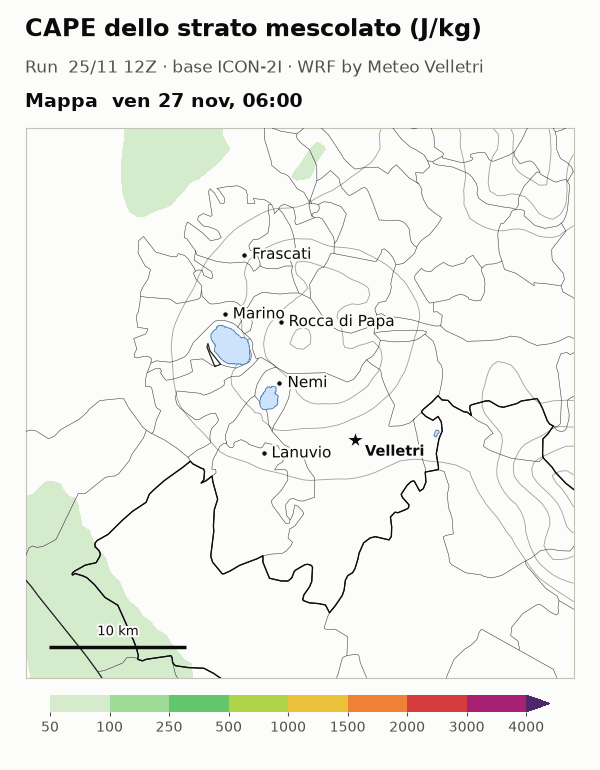 CAPE dello strato mescolato (J/kg)
Run  25/11 12Z · base ICON-2I · WRF by Meteo Velletri
Mappa  ven 27 nov, 06:00
Frascati
Marino
Rocca di Papa
Nemi
Velletri
Lanuvio
10 km
50 100 250 500 1000 1500 2000 3000 4000